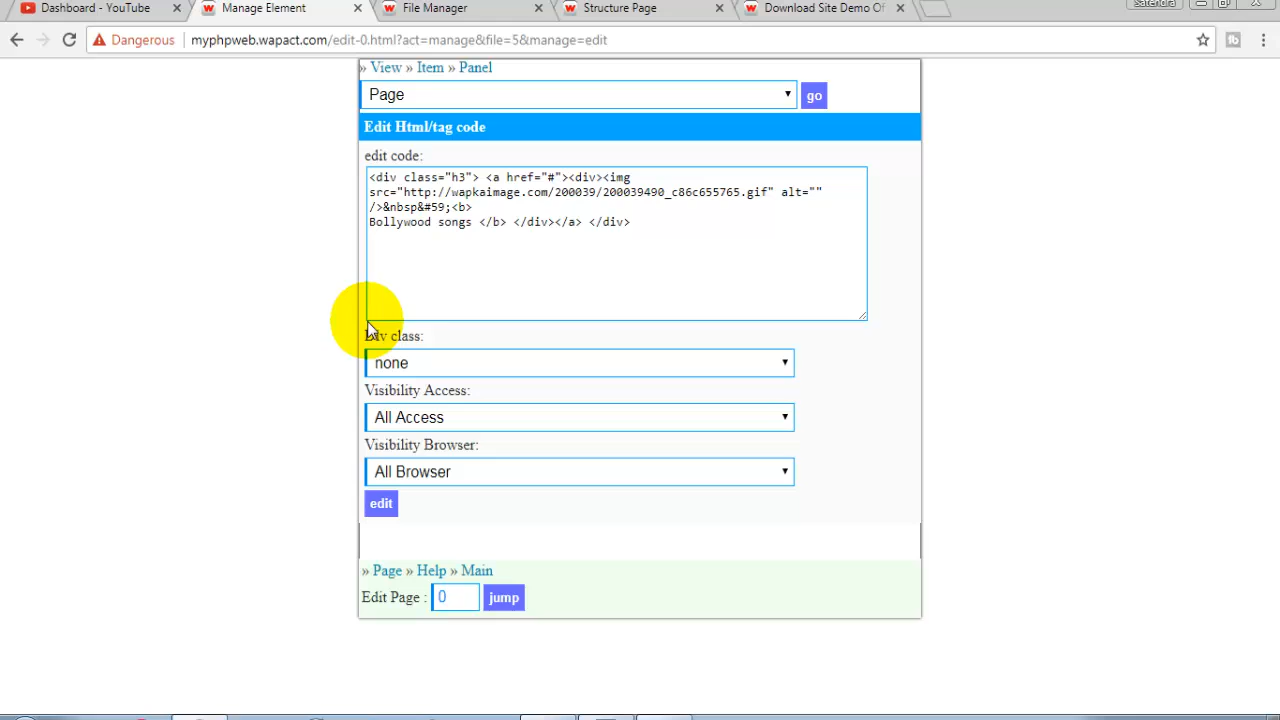 Dashboard - YouTube
Manage Element
File Manager
Structure Page
Download Site Demo Of
Satendra
Dangerous myphpweb.wapact.com/edit-0.html?act=manage&file=5&manage=edit
» View » Item » Panel
Page
go
Edit Html/tag code
edit code:
<div class="h3"> <a href="#"><div><img
src="http://wapkaimage.com/200039/200039490_c86c655765.gif" alt=""
/>&nbsp&#59;<b>
Bollywood songs </b> </div></a> </div>
Div class:
none
Visibility Access:
All Access
Visibility Browser:
All Browser
edit
» Page » Help » Main
Edit Page : 0 jump